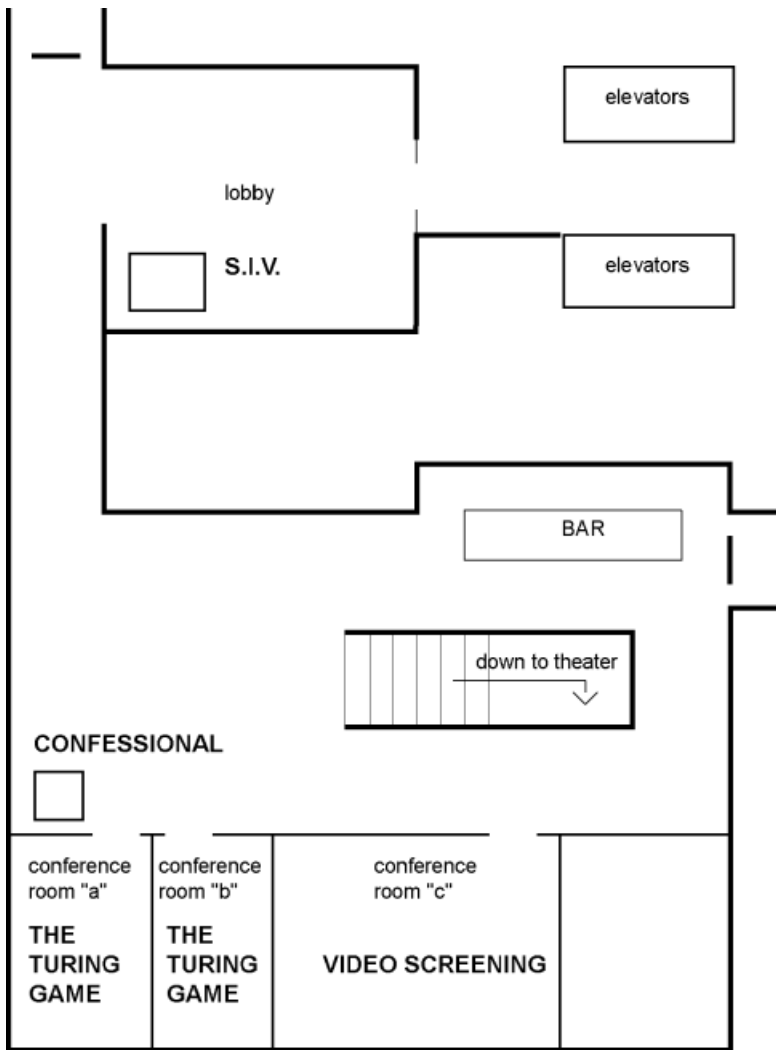 elevators
lobby
S.I.V.
elevators
BAR
down to theater
CONFESSIONAL
conference
room "a"
THE
TURING
GAME
conference
room "b"
THE
TURING
GAME
conference
room "c"
VIDEO SCREENING